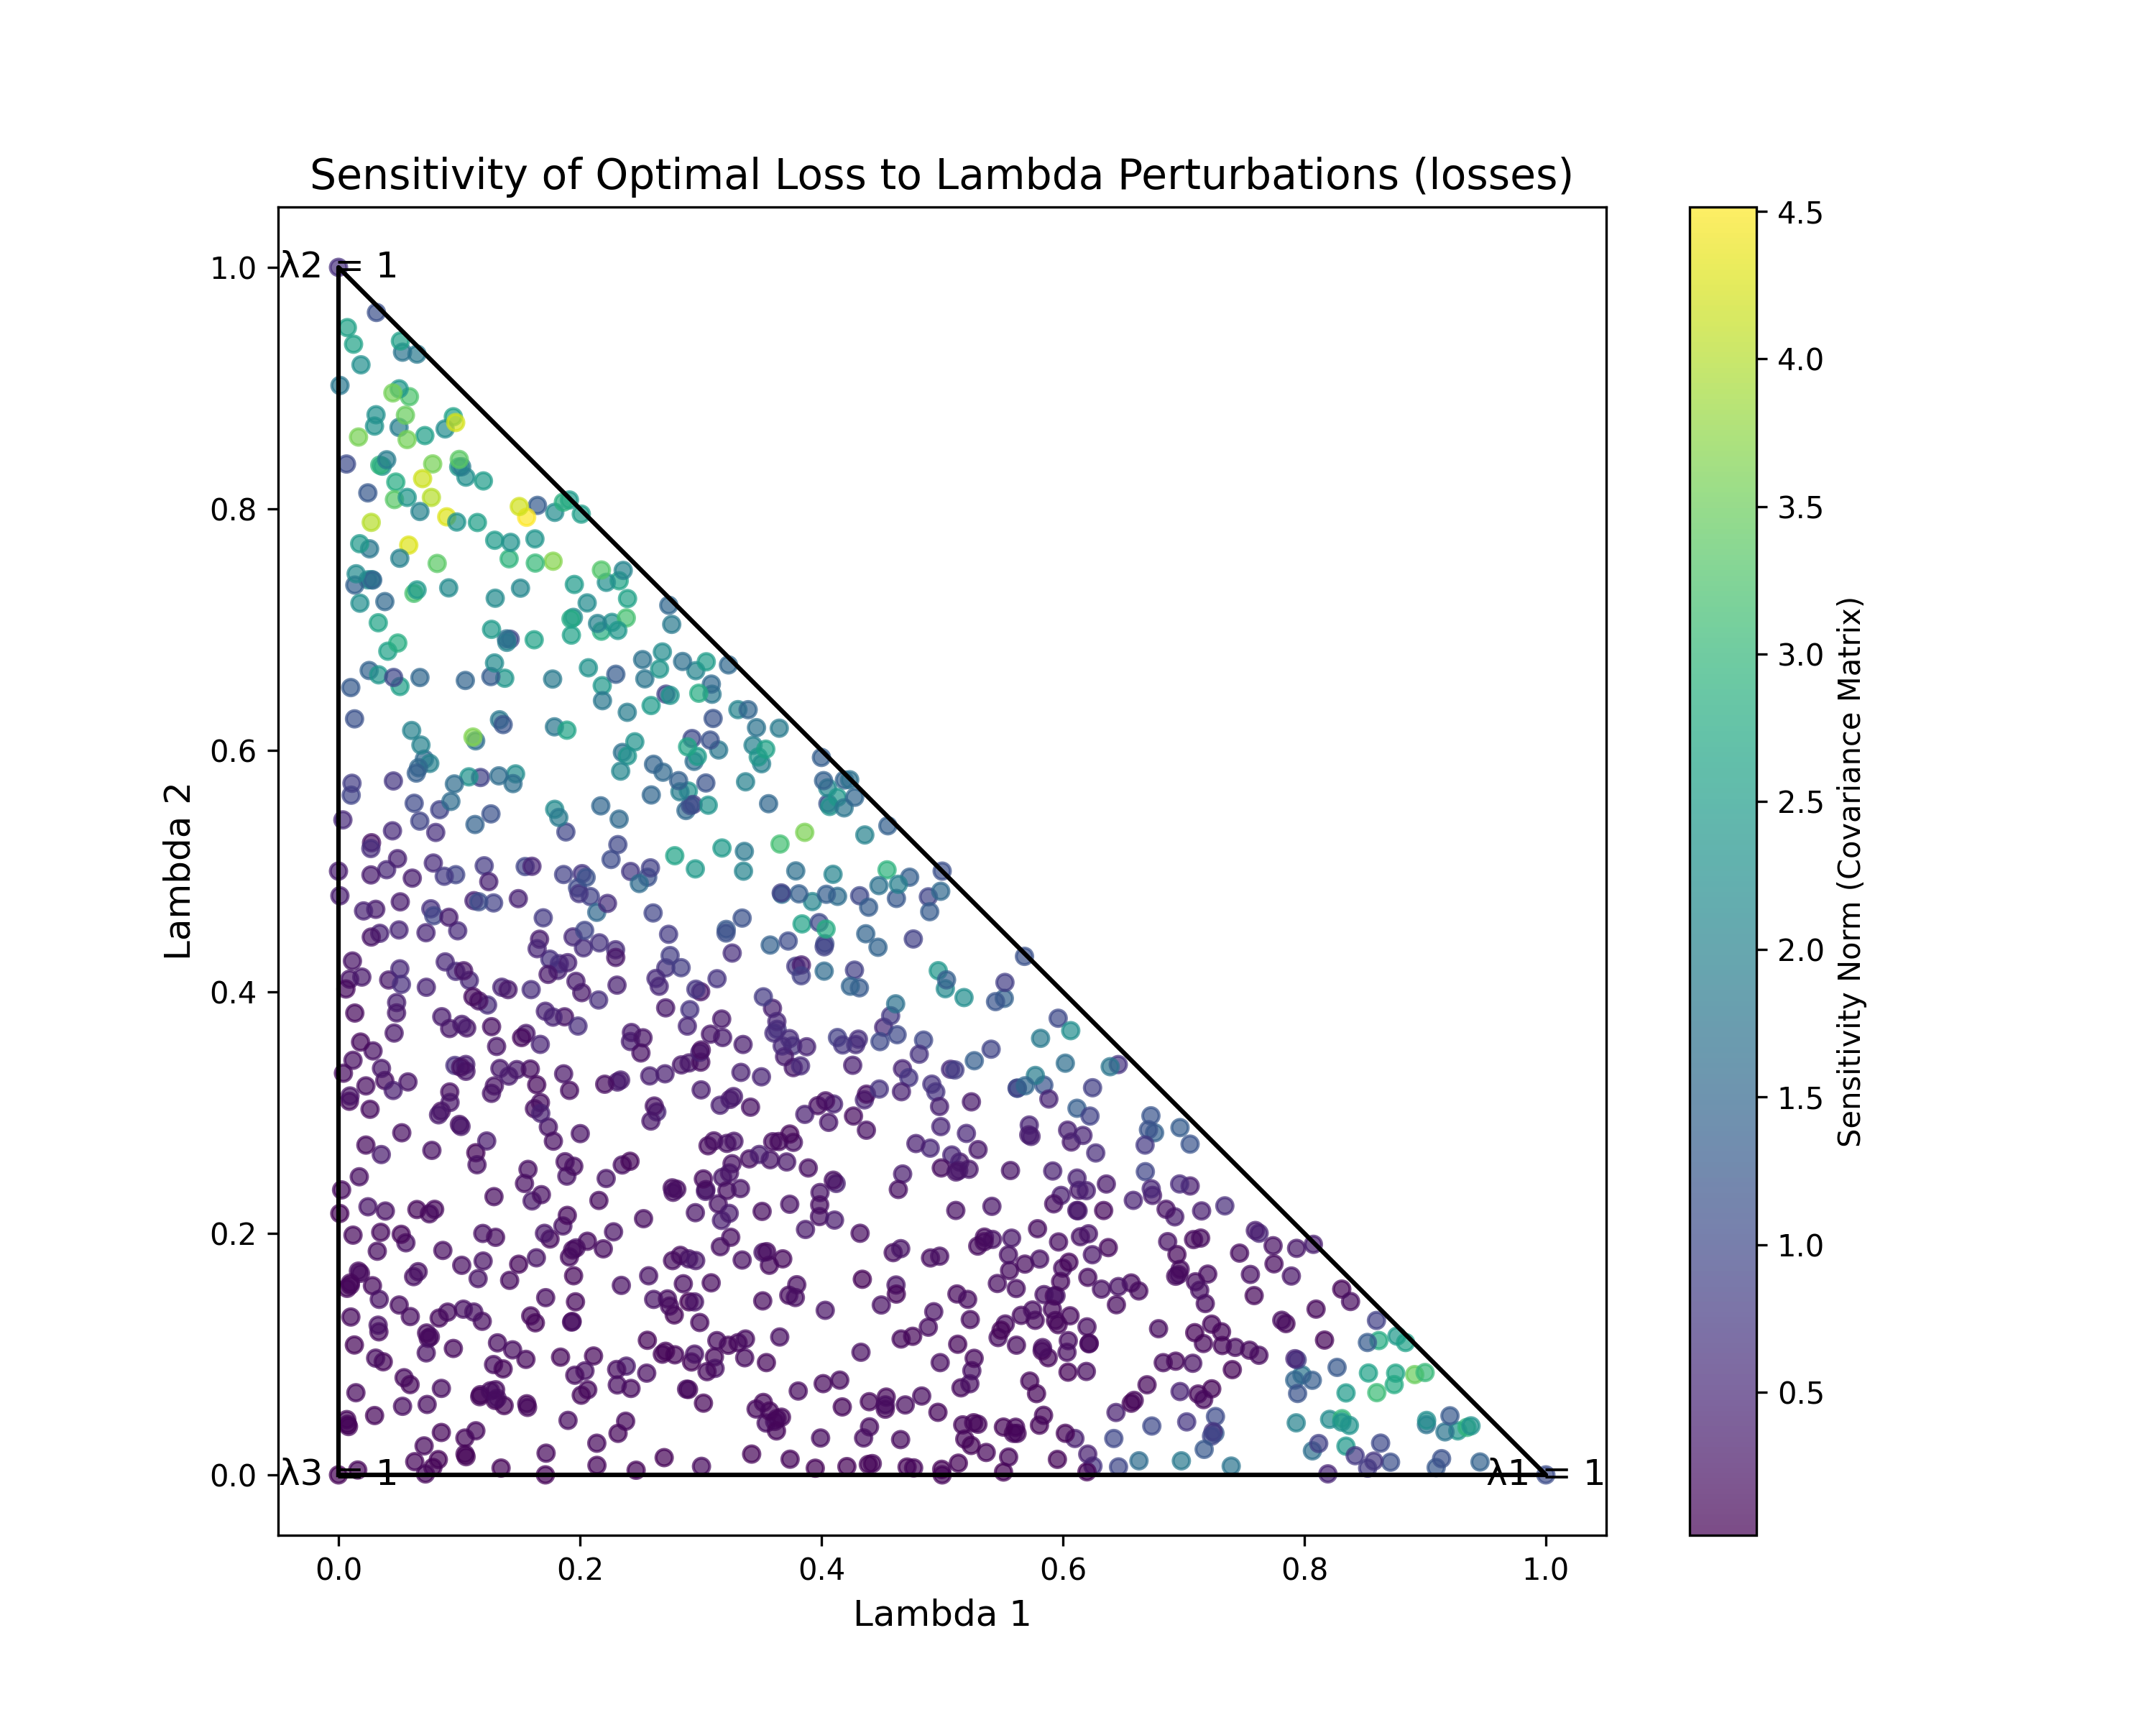 Sensitivity of Optimal Loss to Lambda Perturbations (losses)
λ2 = 1
λ3 = 1
λ1 = 1
1.0
0.8
0.6
0.4
0.2
0.0
Lambda 2
0.0 0.2 0.4 0.6 0.8 1.0
Lambda 1
4.5
4.0
3.5
3.0
2.5
2.0
1.5
1.0
0.5
Sensitivity Norm (Covariance Matrix)